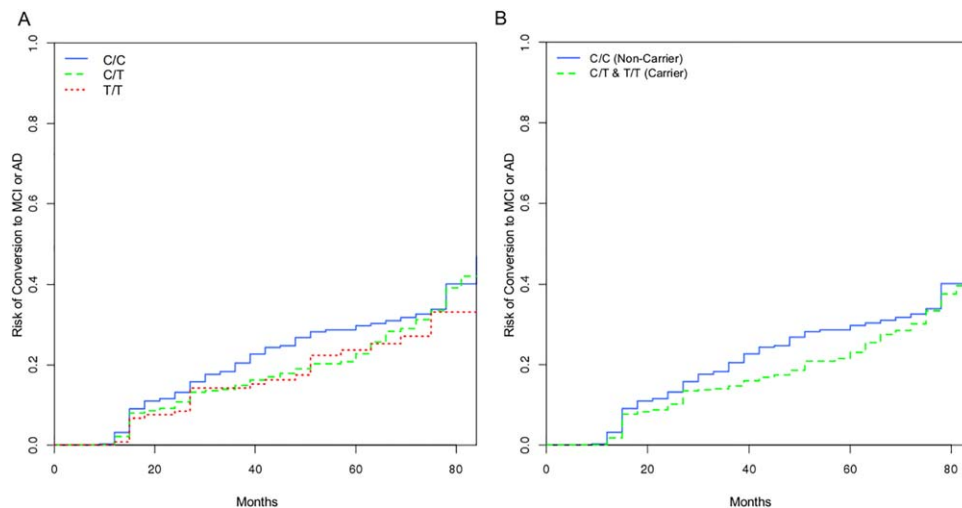 A
Risk of Conversion to MCI or AD
1.0
0.8
0.6
0.4
0.2
0.0
C/C
C/T
T/T
0 20 40 60 80
Months
B
Risk of Conversion to MCI or AD
1.0
0.8
0.6
0.4
0.2
0.0
C/C (Non-Carrier)
C/T & T/T (Carrier)
0 20 40 60 80
Months